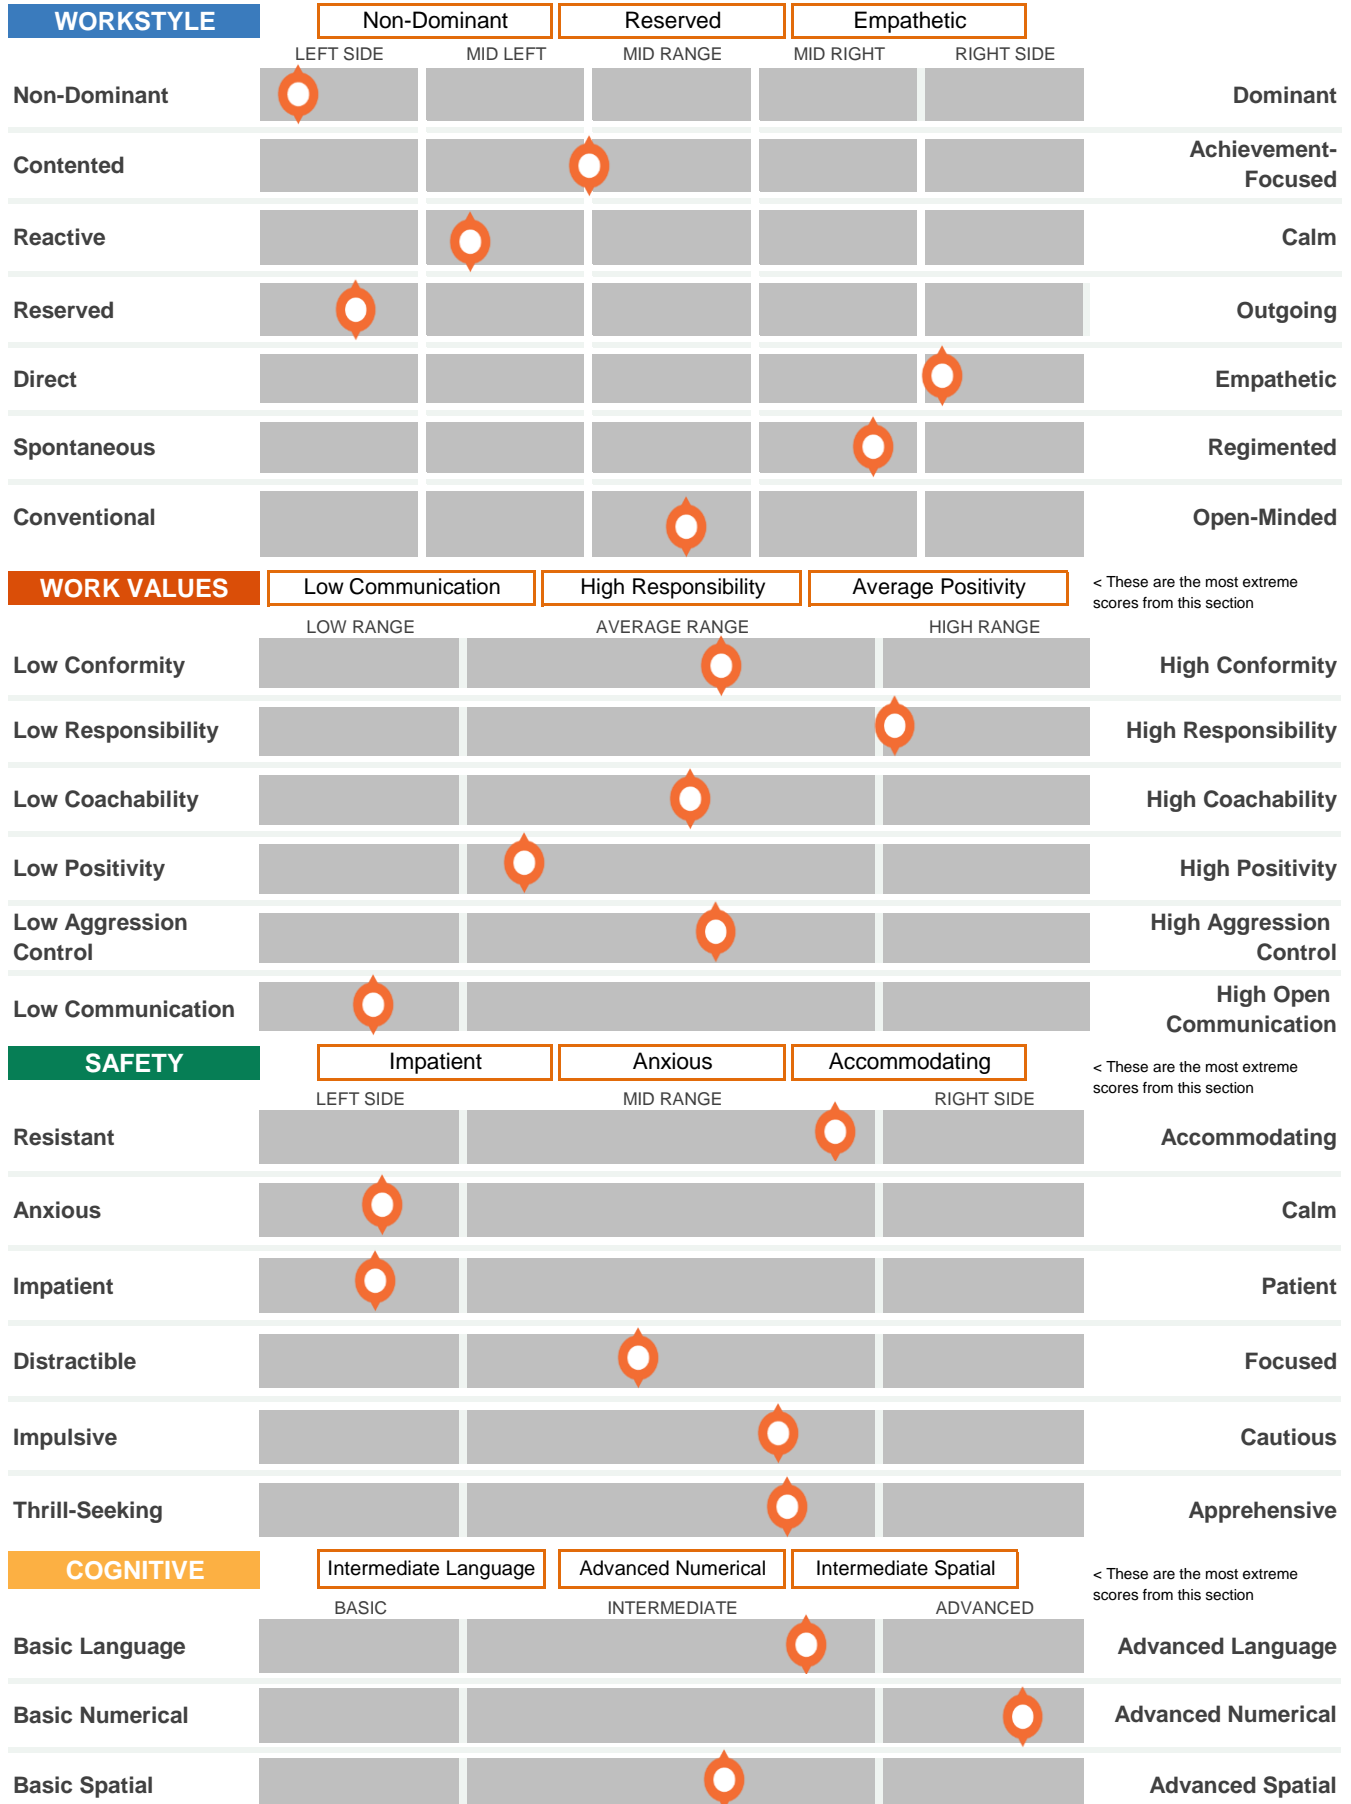 WORKSTYLE
Non-Dominant Reserved Empathetic
LEFT SIDE MID LEFT MID RANGE MID RIGHT RIGHT SIDE
Non-Dominant Dominant
Contented Achievement-
Focused
Reactive Calm
Reserved Outgoing
Direct Empathetic
Spontaneous Regimented
Conventional Open-Minded
WORK VALUES Low Communication High Responsibility Average Positivity < These are the most extreme
scores from this section
LOW RANGE AVERAGE RANGE HIGH RANGE
Low Conformity High Conformity
Low Responsibility High Responsibility
Low Coachability High Coachability
Low Positivity High Positivity
Low Aggression High Aggression
Control Control
Low Communication High Open
Communication
SAFETY Impatient Anxious Accommodating < These are the most extreme
scores from this section
LEFT SIDE MID RANGE RIGHT SIDE
Resistant Accommodating
Anxious Calm
Impatient Patient
Distractible Focused
Impulsive Cautious
Thrill-Seeking Apprehensive
COGNITIVE Intermediate Language Advanced Numerical Intermediate Spatial < These are the most extreme
scores from this section
BASIC INTERMEDIATE ADVANCED
Basic Language Advanced Language
Basic Numerical Advanced Numerical
Basic Spatial Advanced Spatial